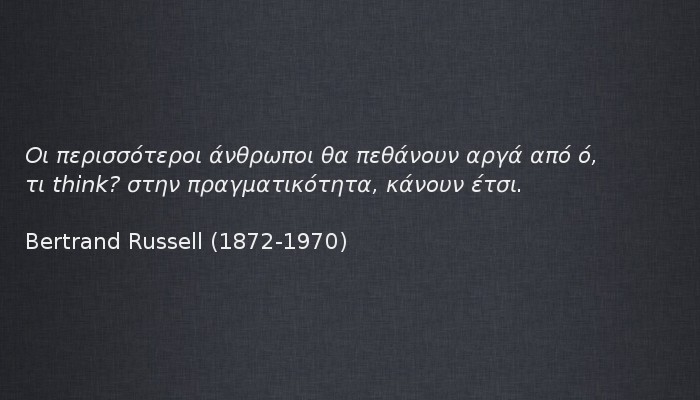 Οι περισσότεροι άνθρωποι θα πεθάνουν αργά από ό,
τι think? στην πραγματικότητα, κάνουν έτσι.
Bertrand Russell (1872-1970)